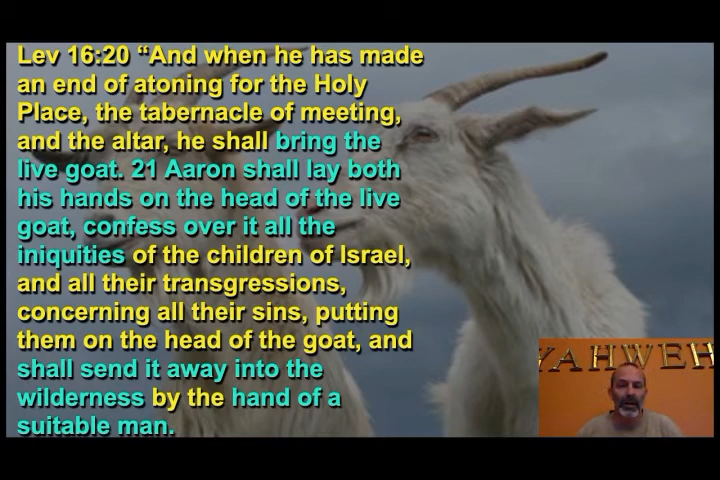 Lev 16:20 “And when he has made
an end of atoning for the Holy
Place, the tabernacle of meeting,
and the altar, he shall bring the
live goat. 21 Aaron shall lay both
his hands on the head of the live
goat, confess over it all the
iniquities of the children of Israel,
and all their transgressions,
concerning all their sins, putting
them on the head of the goat, and
shall send it away into the
wilderness by the hand of a
suitable man.
YAHWEH